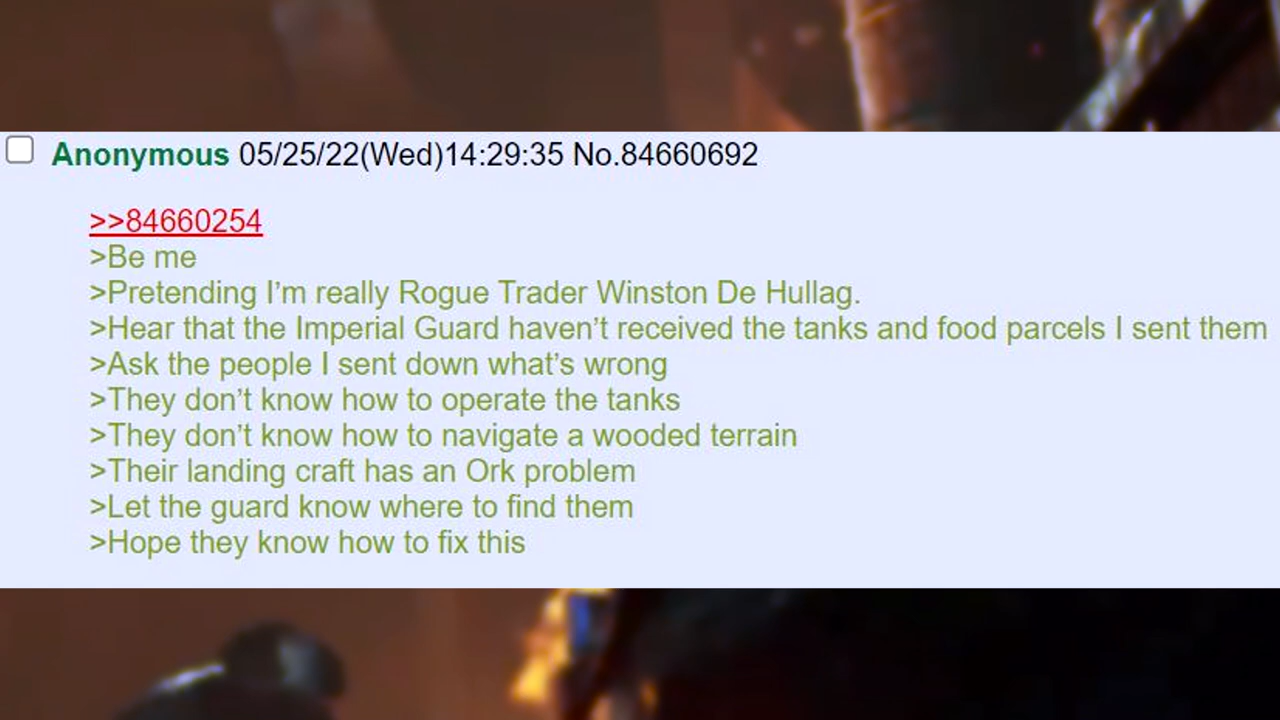 Anonymous 05/25/22(Wed)14:29:35 No.84660692
>>84660254
>Be me
>Pretending I’m really Rogue Trader Winston De Hullag.
>Hear that the Imperial Guard haven’t received the tanks and food parcels I sent them
>Ask the people I sent down what’s wrong
>They don’t know how to operate the tanks
>They don’t know how to navigate a wooded terrain
>Their landing craft has an Ork problem
>Let the guard know where to find them
>Hope they know how to fix this